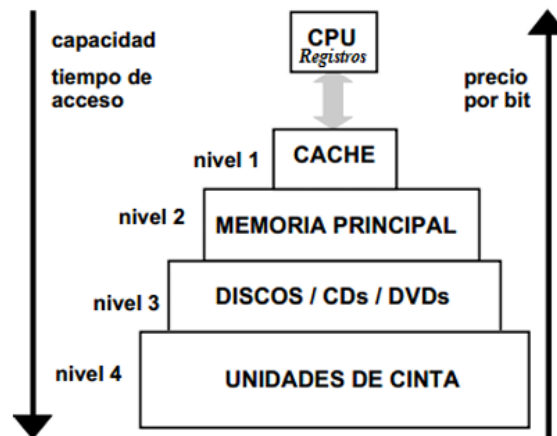 capacidad
tiempo de
acceso
CPU
Registros
precio
por bit
nivel 1
CACHE
nivel 2
MEMORIA PRINCIPAL
nivel 3
DISCOS / CDs / DVDs
nivel 4
UNIDADES DE CINTA